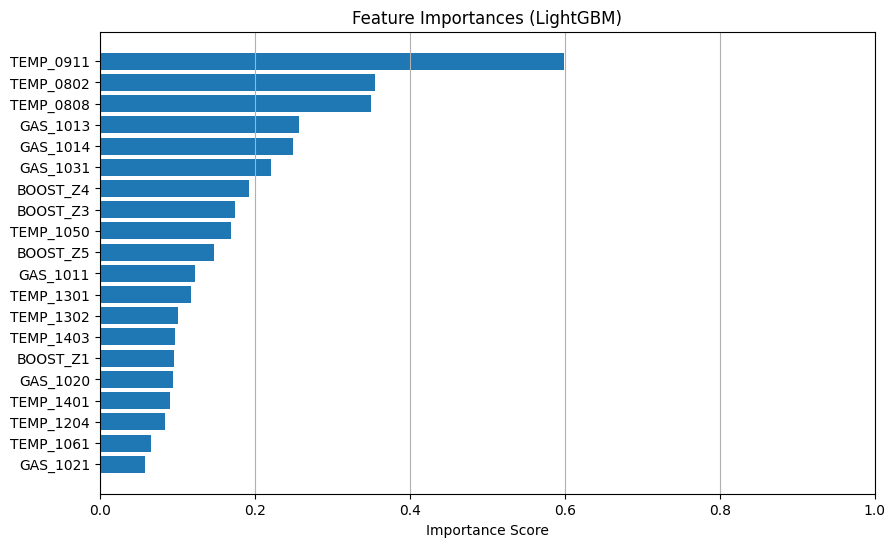 Feature Importances (LightGBM)
TEMP_0911
TEMP_0802
TEMP_0808
GAS_1013
GAS_1014
GAS_1031
BOOST_Z4
BOOST_Z3
TEMP_1050
BOOST_Z5
GAS_1011
TEMP_1301
TEMP_1302
TEMP_1403
BOOST_Z1
GAS_1020
TEMP_1401
TEMP_1204
TEMP_1061
GAS_1021
0.0 0.2 0.4 0.6 0.8 1.0
Importance Score